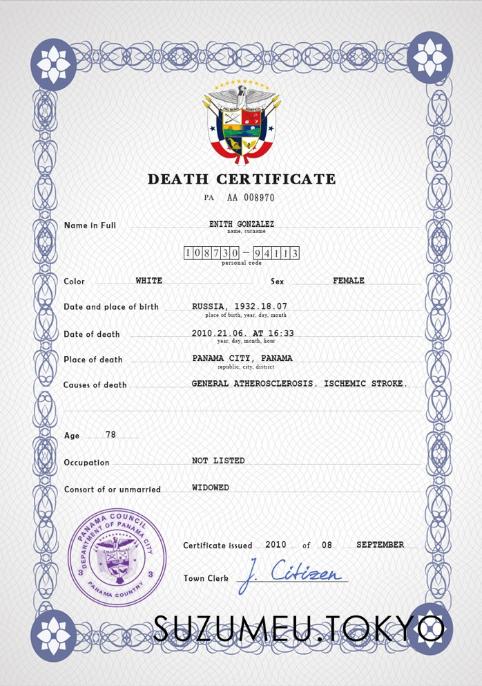 DEATH CERTIFICATE
PA AA 008970
Name in Full ENITH GONZALEZ
name, surname
108730-94113
personal code
Color WHITE Sex FEMALE
Date and place of birth RUSSIA, 1932.18.07
place of birth, year, day, month
Date of death 2010.21.06. AT 16:33
year, day, month, hour
Place of death PANAMA CITY, PANAMA
republic, city, district
Causes of death GENERAL ATHEROSCLEROSIS. ISCHEMIC STROKE.
Age 78
Occupation NOT LISTED
Consort of or unmarried WIDOWED
PANAMA COUNCIL
DEPARTMENT OF PANAMA CITY
PANAMA COUNTRY
Certificate issued 2010 of 08 SEPTEMBER
Town Clerk J. Citizen
SUZUMEU.TOKYO